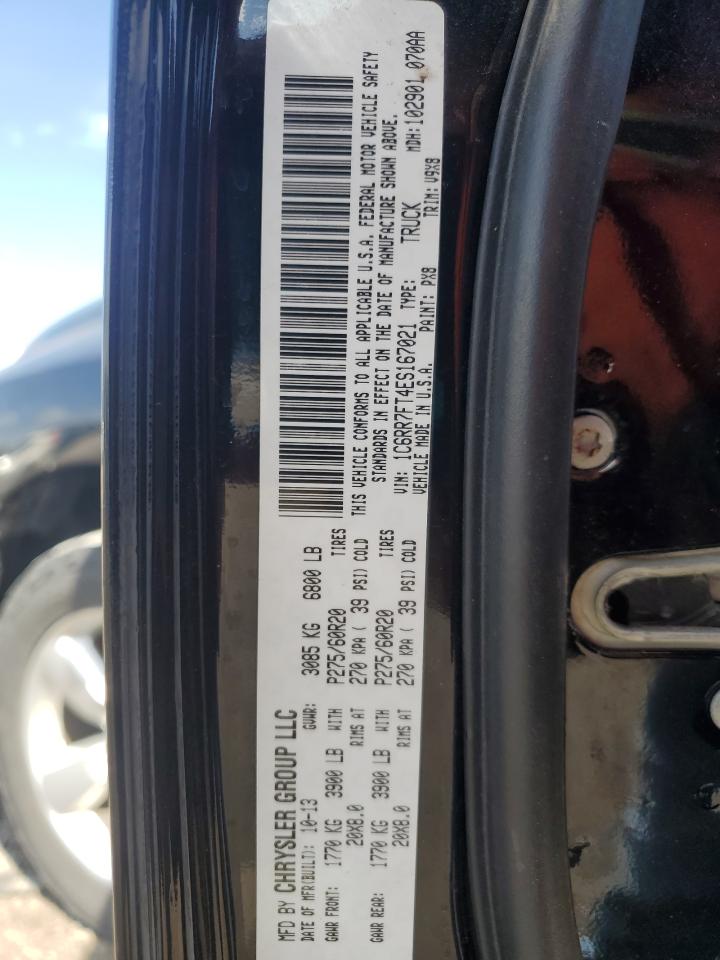 MFD BY CHRYSLER GROUP LLC
DATE OF MFR(BUILT): 10-13 GVWR: 3085 KG 6800 LB
GAWR FRONT: 1770 KG 3900 LB WITH P275/60R20 TIRES
20X8.0 RIMS AT 270 KPA ( 39 PSI) COLD
GAWR REAR: 1770 KG 3900 LB WITH P275/60R20 TIRES
20X8.0 RIMS AT 270 KPA ( 39 PSI) COLD
THIS VEHICLE CONFORMS TO ALL APPLICABLE U.S.A. FEDERAL MOTOR VEHICLE SAFETY
STANDARDS IN EFFECT ON THE DATE OF MANUFACTURE SHOWN ABOVE.
VIN: 1C6RR7FT4ES167021 TYPE: TRUCK MDH:102901 070AA
VEHICLE MADE IN U.S.A. PAINT: PX8 TRIM: V9X8